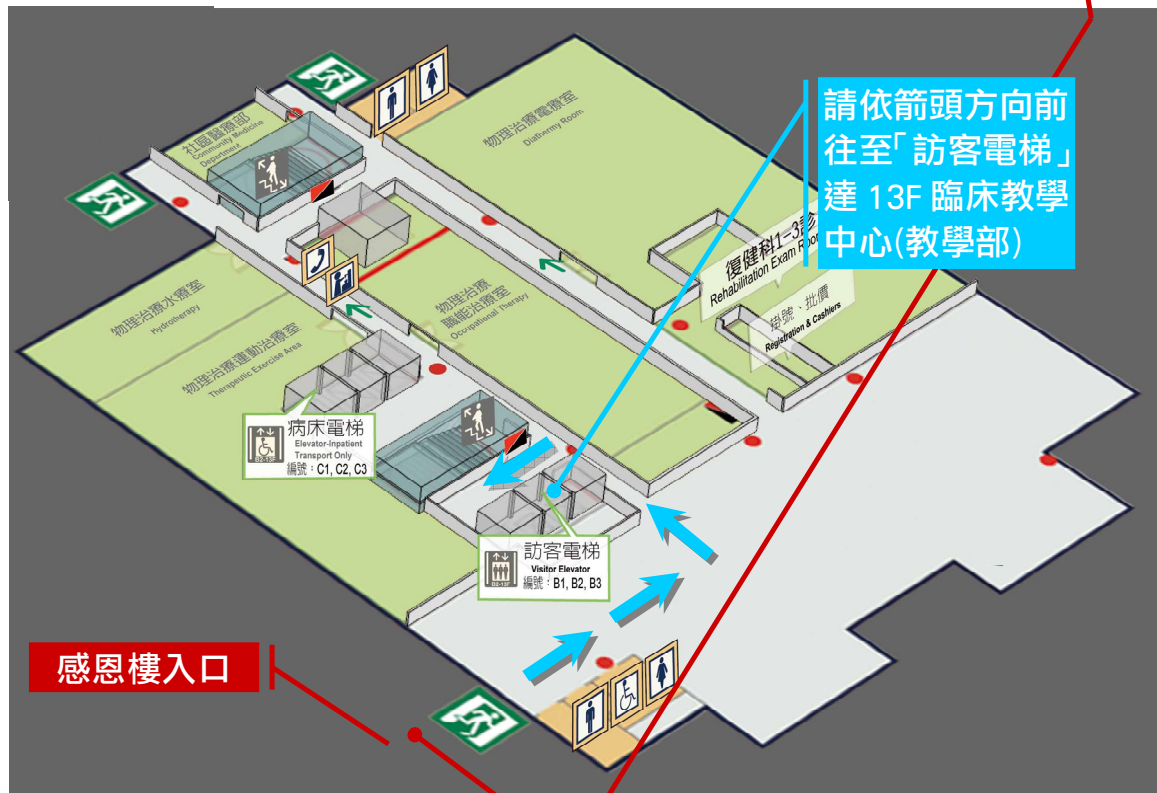 社區醫療部
Community Medicine
Department
物理治療電療室
Diathermy Room
請依箭頭方向前
往至「訪客電梯」
達 13F 臨床教學
中心(教學部)
復健科1-3診
Rehabilitation Exam Roo
掛號、批價
Registration & Cashiers
物理治療水療室
Hydrotherapy
物理治療
職能治療室
Occupational Therapy
物理治療運動治療室
Therapeutic Exercise Area
病床電梯
Elevator-Inpatient
Transport Only
編號：C1, C2, C3
B2-13F
訪客電梯
Visitor Elevator
編號：B1, B2, B3
B2-13F
感恩樓入口